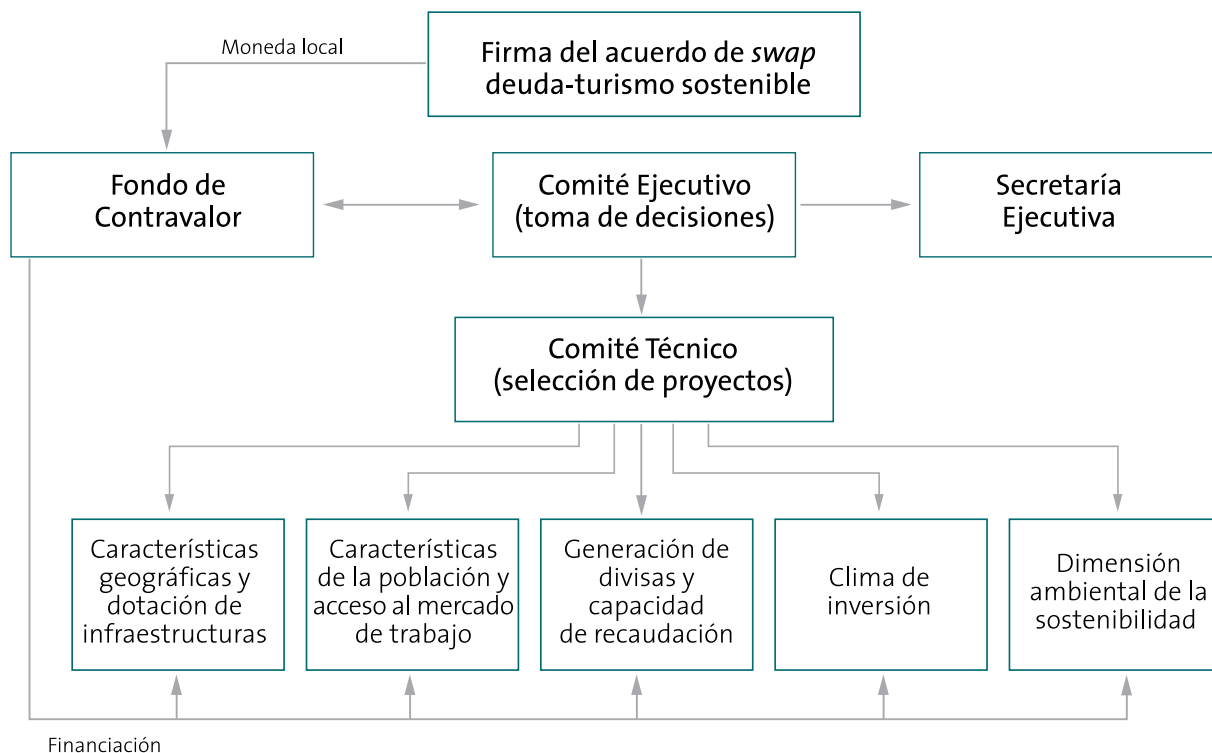 Moneda local
Firma del acuerdo de swap
deuda-turismo sostenible
Fondo de
Contravalor
Comité Ejecutivo
(toma de decisiones)
Secretaría
Ejecutiva
Comité Técnico
(selección de proyectos)
Característícas
geográficas y
dotación de
infraestructuras
Característícas
de la población y
acceso al mercado
de trabajo
Generación de
divisas y
capacidad
de recaudación
Clima de
inversión
Dimensión
ambiental de la
sostenibilidad
Financiación